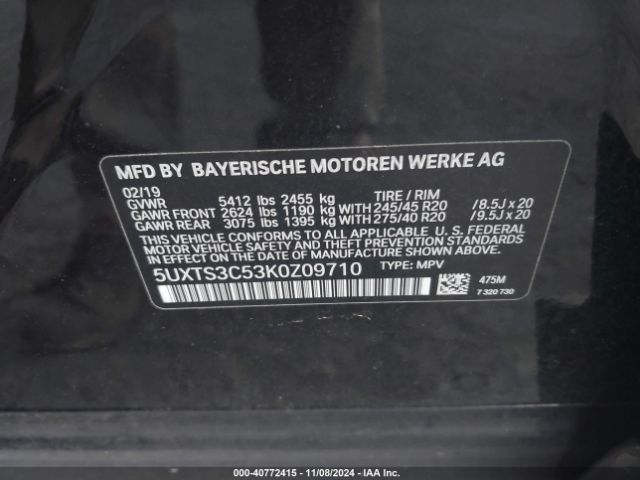 MFD BY BAYERISCHE MOTOREN WERKE AG
02/19 TIRE / RIM
GVWR 5412 lbs 2455 kg
GAWR FRONT 2624 lbs 1190 kg WITH 245/45 R20 /8.5J x 20
GAWR REAR 3075 lbs 1395 kg WITH 275/40 R20 /9.5J x 20
THIS VEHICLE CONFORMS TO ALL APPLICABLE U. S. FEDERAL
MOTOR VEHICLE SAFETY, BUMPER, AND THEFT PREVENTION
STANDARDS IN EFFECT ON THE DATE OF MANUFACTURE SHOWN ABOVE.
5UXTS3C53K0Z09710 TYPE: MPV
475M
7 320 730
000-40772415 - 11/08/2024 - IAAI.COM